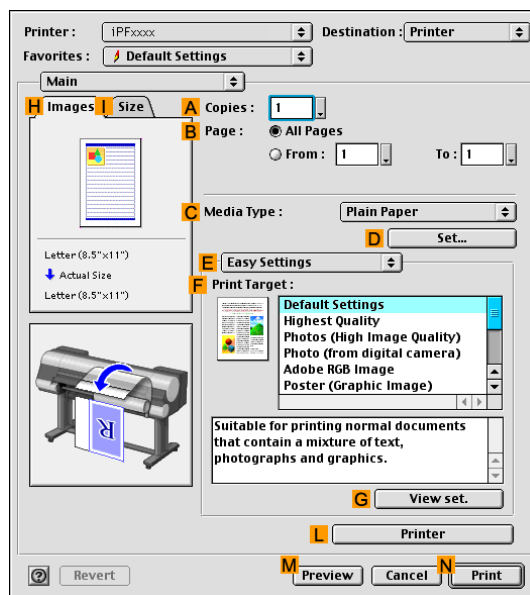 Printer : iPFxxxx Destination : Printer
Favorites : Default Settings
Main
H Images I Size
A Copies : 1
B Page : All Pages
From : 1 To : 1
C Media Type : Plain Paper
D Set...
Letter (8.5"x11")
Actual Size
Letter (8.5"x11")
E Easy Settings
F Print Target :
Default Settings
Highest Quality
Photos (High Image Quality)
Photo (from digital camera)
Adobe RGB Image
Poster (Graphic Image)
R
Suitable for printing normal documents
that contain a mixture of text,
photographs and graphics.
G View set.
L Printer
? Revert M Preview Cancel N Print